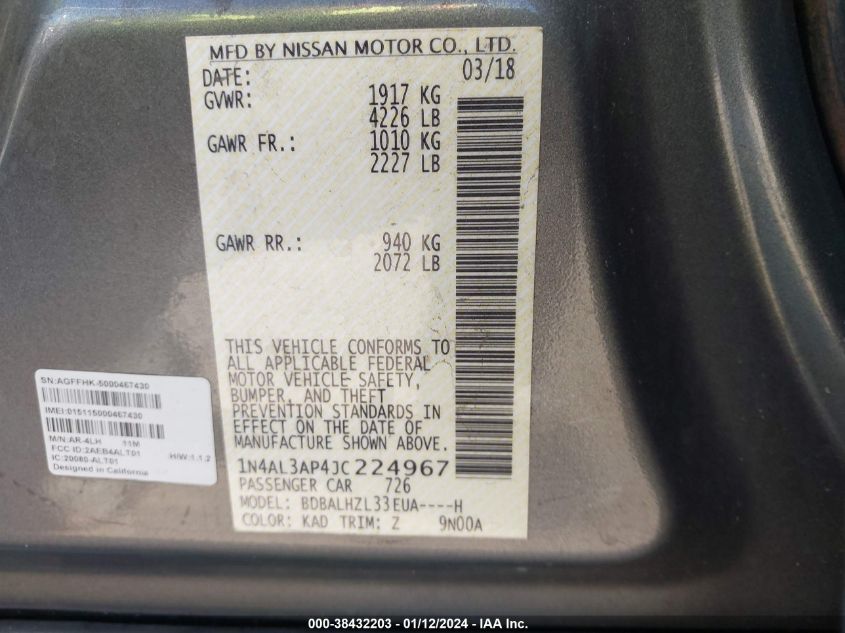 MFD BY NISSAN MOTOR CO., LTD.
DATE: 03/18
GVWR: 1917 KG
4226 LB
GAWR FR.: 1010 KG
2227 LB
GAWR RR.: 940 KG
2072 LB
THIS VEHICLE CONFORMS TO
ALL APPLICABLE FEDERAL
MOTOR VEHICLE SAFETY,
BUMPER, AND THEFT
PREVENTION STANDARDS IN
EFFECT ON THE DATE OF
MANUFACTURE SHOWN ABOVE.
1N4AL3AP4JC224967
PASSENGER CAR 726
MODEL: BDBALHZL33EUA----H
COLOR: KAD TRIM: Z 9N00A
SN:AGFFHK-5000467430
IMEI:015115000467430
M/N:AR-4LH 11M
FCC ID:2AEB4ALT01
IC:20080-ALT01 H/W:1.1.2
Designed in California
000-38432203 - 01/12/2024 - IAA Inc.